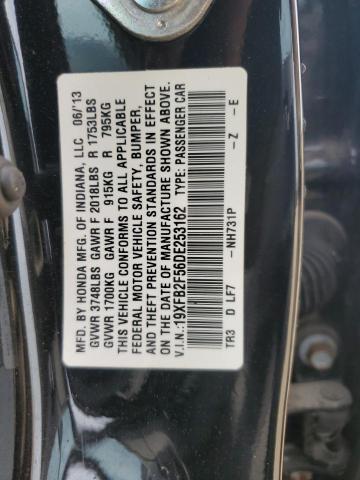 MFD. BY HONDA MFG. OF INDIANA, LLC 06/'13
GVWR 3748LBS GAWR F 2018LBS R 1753LBS
GVWR 1700KG GAWR F 915KG R 795KG
THIS VEHICLE CONFORMS TO ALL APPLICABLE
FEDERAL MOTOR VEHICLE SAFETY, BUMPER,
AND THEFT PREVENTION STANDARDS IN EFFECT
ON THE DATE OF MANUFACTURE SHOWN ABOVE.
V.I.N.:19XFB2F56DE253162 TYPE: PASSENGER CAR
TR3 D LF7 -NH731P -Z -E